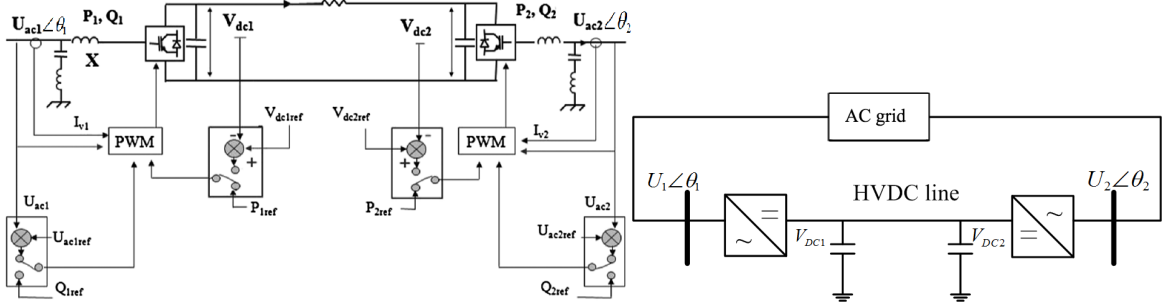 P1, Q1
P2, Q2
Uac1∠θ1
Vdc1
Vdc2
Uac2∠θ2
X
AC grid
Vdc1ref
Vdc2ref
Iv1
Iv2
PWM
PWM
−
+
−
+
U1∠θ1
HVDC line
U2∠θ2
P1ref
P2ref
Uac1
Uac2
Uac1ref
Uac2ref
=
~
VDC1
VDC2
~
=
Q1ref
Q2ref